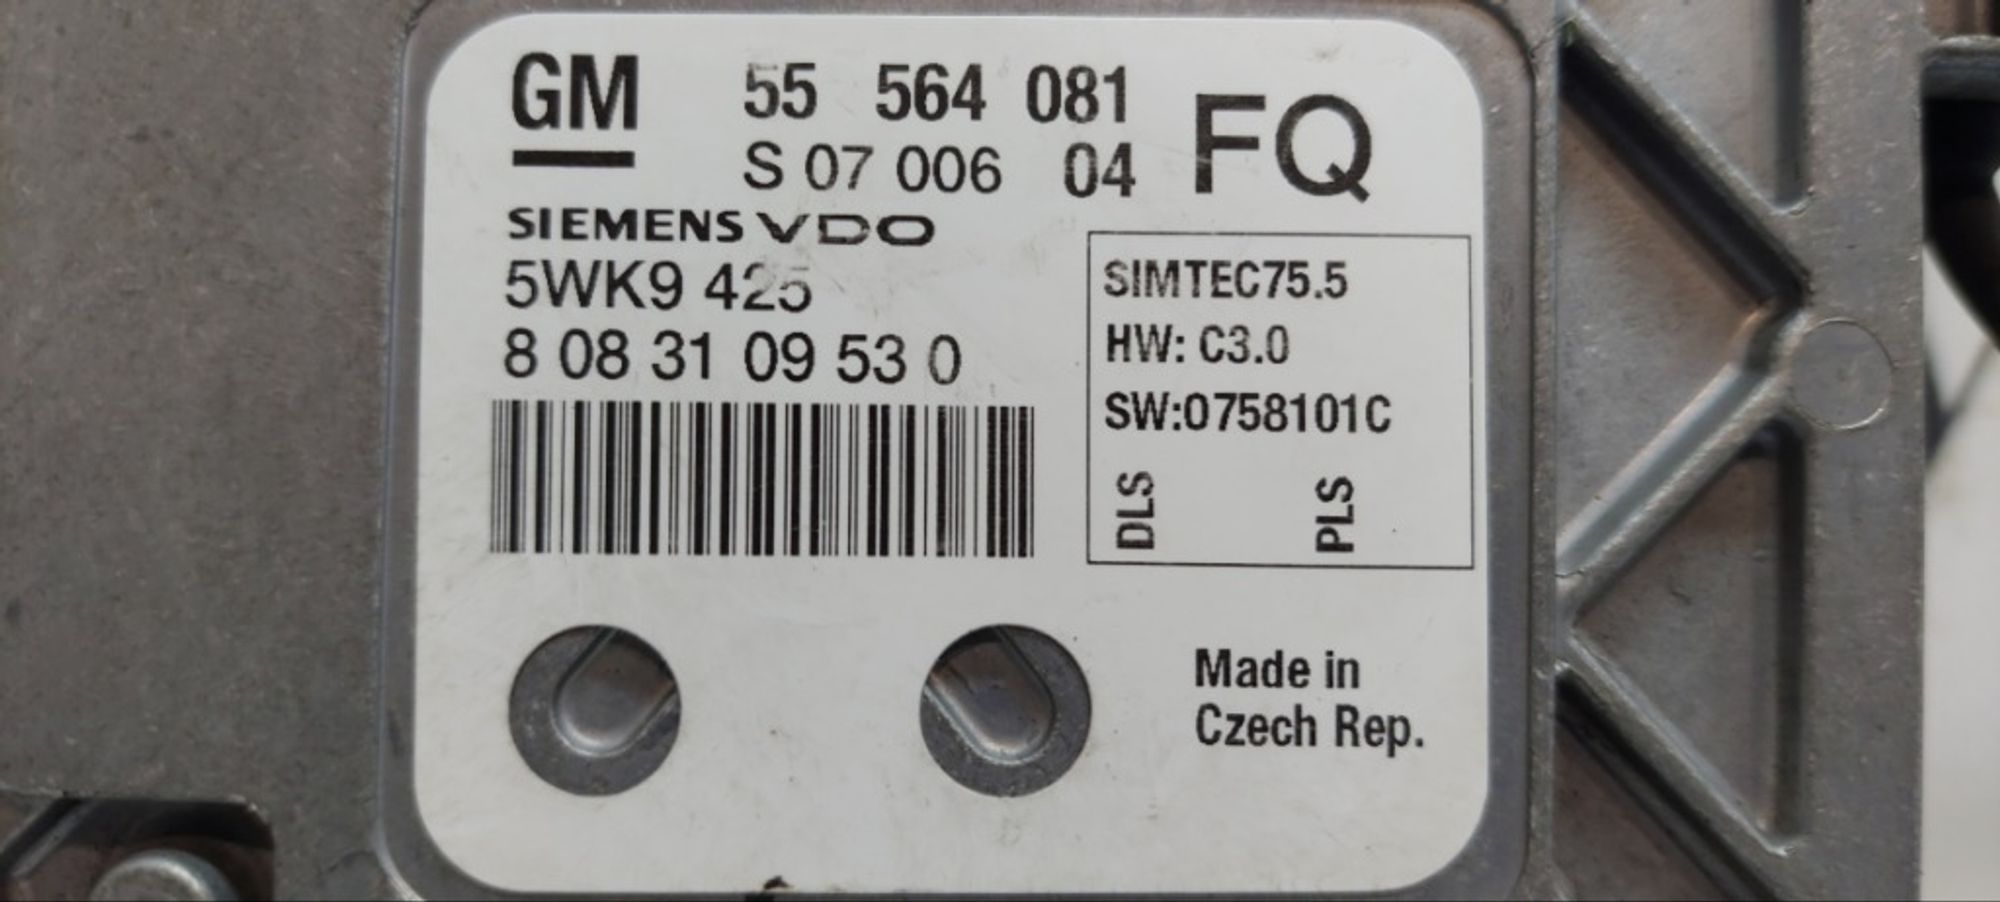 GM 55 564 081 FQ
S 07 006 04
SIEMENS VDO
5WK9 425
8 08 31 09 53 0
SIMTEC75.5
HW: C3.0
SW:0758101C
DLS PLS
Made in
Czech Rep.